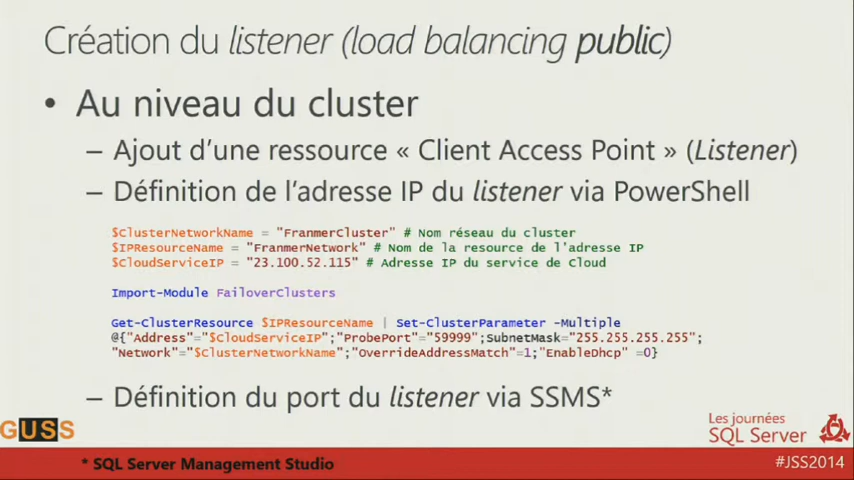 Création du listener (load balancing public)
• Au niveau du cluster
– Ajout d’une ressource « Client Access Point » (Listener)
– Définition de l’adresse IP du listener via PowerShell
$ClusterNetworkName = "FranmerCluster" # Nom réseau du cluster
$IPResourceName = "FranmerNetwork" # Nom de la resource de l'adresse IP
$CloudServiceIP = "23.100.52.115" # Adresse IP du service de Cloud
Import-Module FailoverClusters
Get-ClusterResource $IPResourceName | Set-ClusterParameter -Multiple
@{"Address"="$CloudServiceIP";"ProbePort"="59999";SubnetMask="255.255.255.255";
"Network"="$ClusterNetworkName";"OverrideAddressMatch"=1;"EnableDhcp" =0}
– Définition du port du listener via SSMS*
GUSS
Les journées
SQL Server
* SQL Server Management Studio
#JSS2014